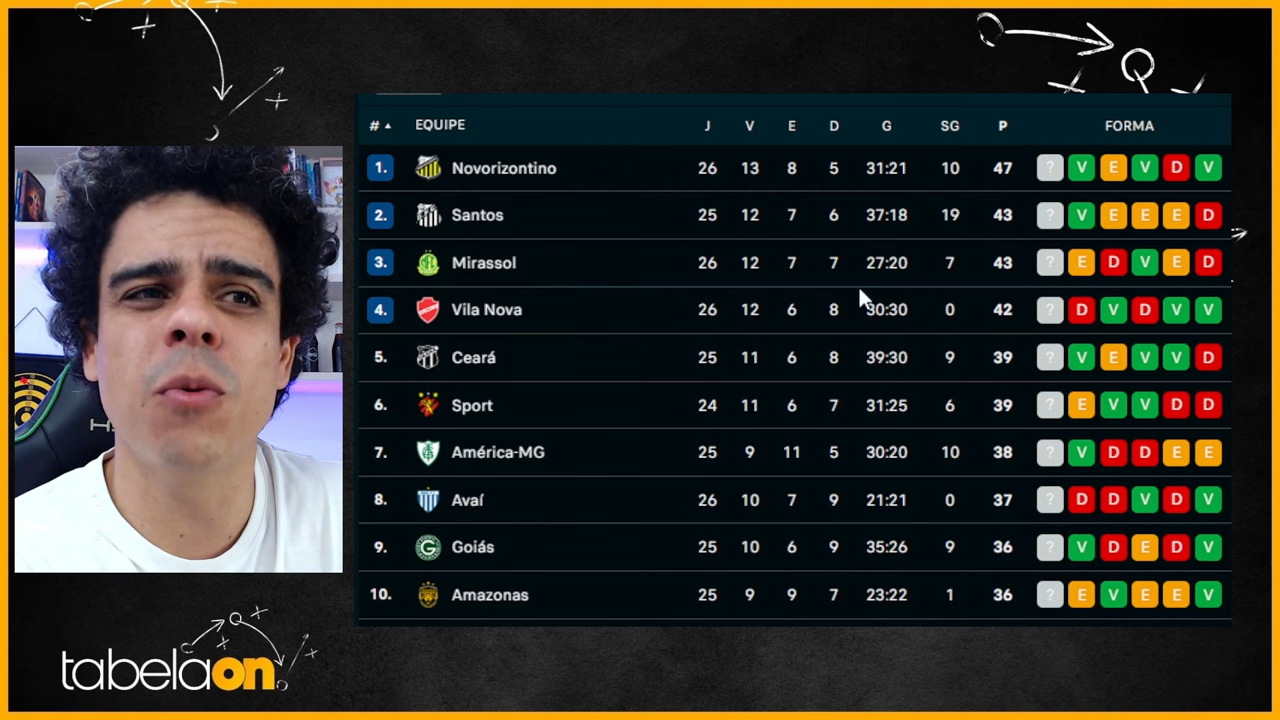 # EQUIPE J V E D G SG P FORMA
1. Novorizontino 26 13 8 5 31:21 10 47 ? V E V D V
2. Santos 25 12 7 6 37:18 19 43 ? V E E E D
3. Mirassol 26 12 7 7 27:20 7 43 ? E D V E D
4. Vila Nova 26 12 6 8 30:30 0 42 ? D V D V V
5. Ceará 25 11 6 8 39:30 9 39 ? V E V V D
6. Sport 24 11 6 7 31:25 6 39 ? E V V D D
7. América-MG 25 9 11 5 30:20 10 38 ? V D D E E
8. Avaí 26 10 7 9 21:21 0 37 ? D D V D V
9. Goiás 25 10 6 9 35:26 9 36 ? V D E D V
10. Amazonas 25 9 9 7 23:22 1 36 ? E V E E V
tabelaon